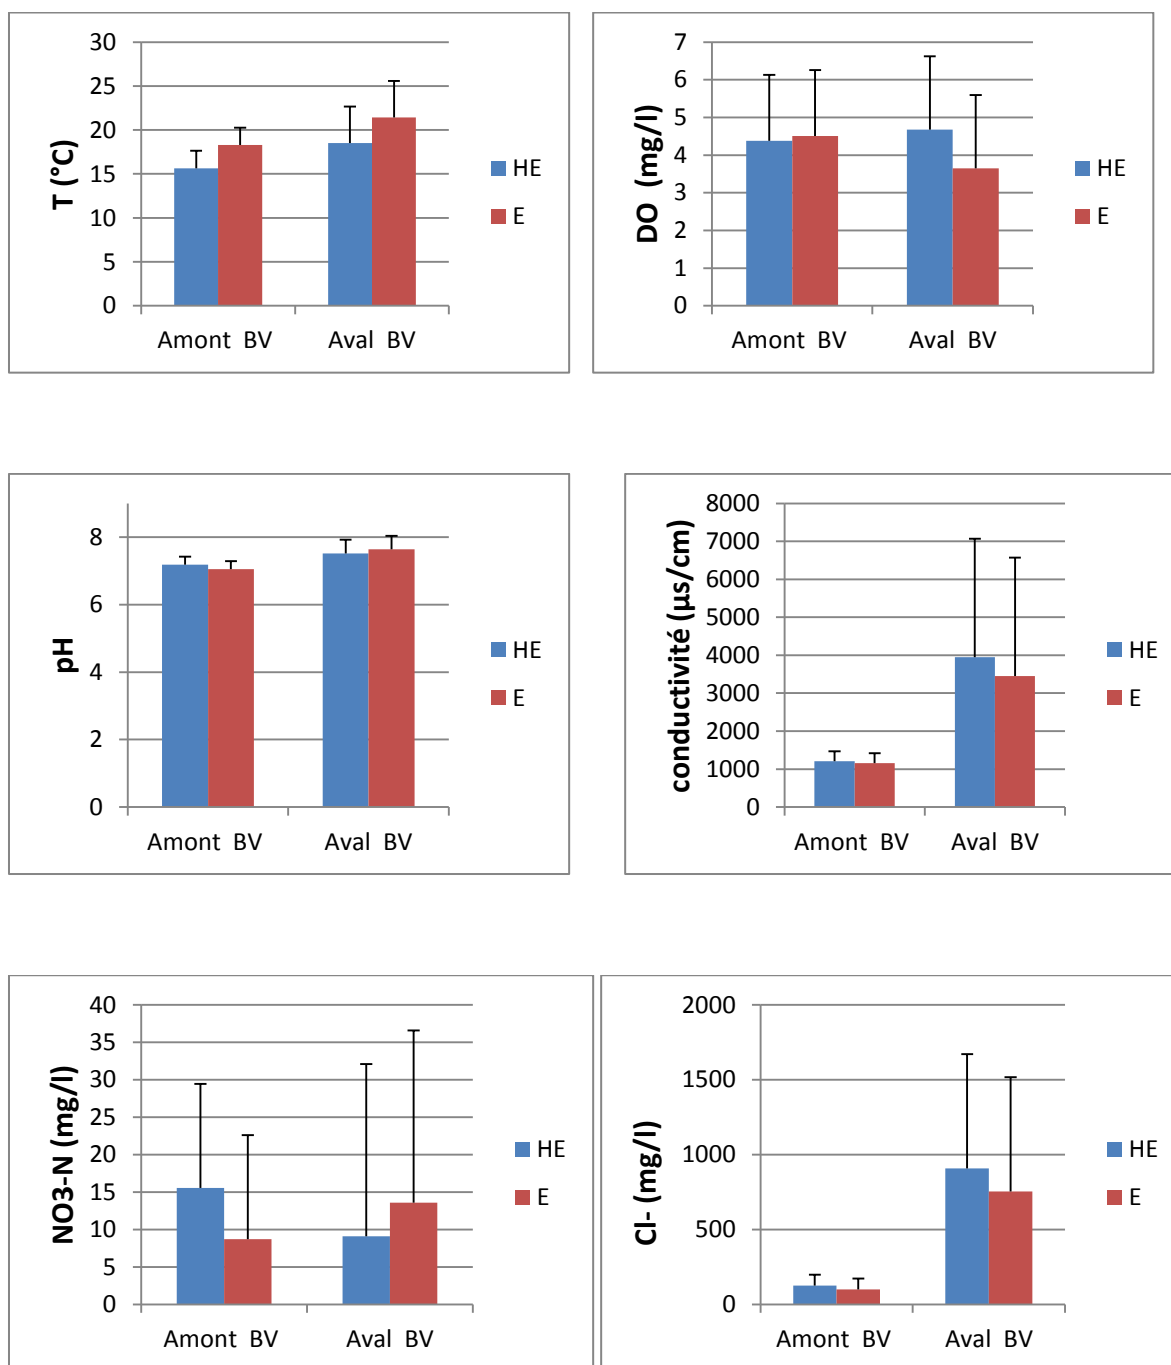 T (°C)
30
25
20
15
10
5
0
Amont BV
Aval BV
HE
E
DO (mg/l)
7
6
5
4
3
2
1
0
Amont BV
Aval BV
HE
E
pH
8
6
4
2
0
Amont BV
Aval BV
HE
E
conductivité (µs/cm)
8000
7000
6000
5000
4000
3000
2000
1000
0
Amont BV
Aval BV
HE
E
NO3-N (mg/l)
40
35
30
25
20
15
10
5
0
Amont BV
Aval BV
HE
E
Cl- (mg/l)
2000
1500
1000
500
0
Amont BV
Aval BV
HE
E